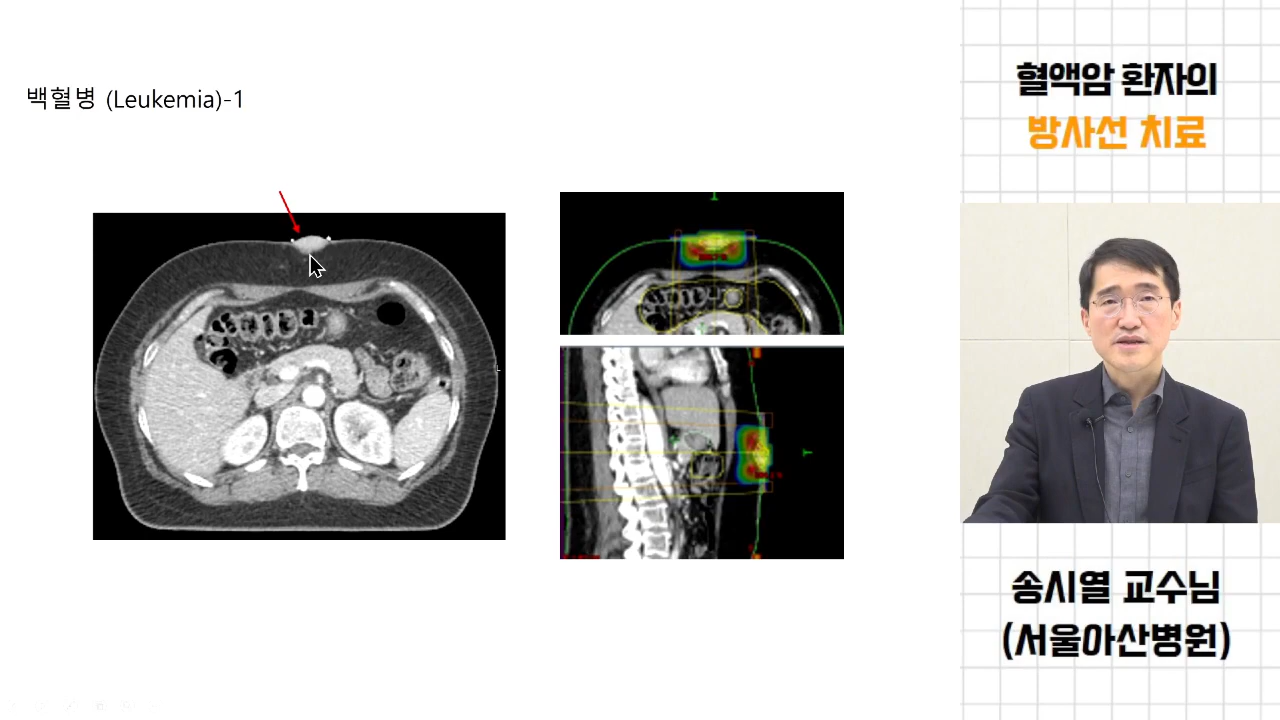 백혈병 (Leukemia)-1
혈액암 환자의
방사선 치료
송시열 교수님
(서울아산병원)